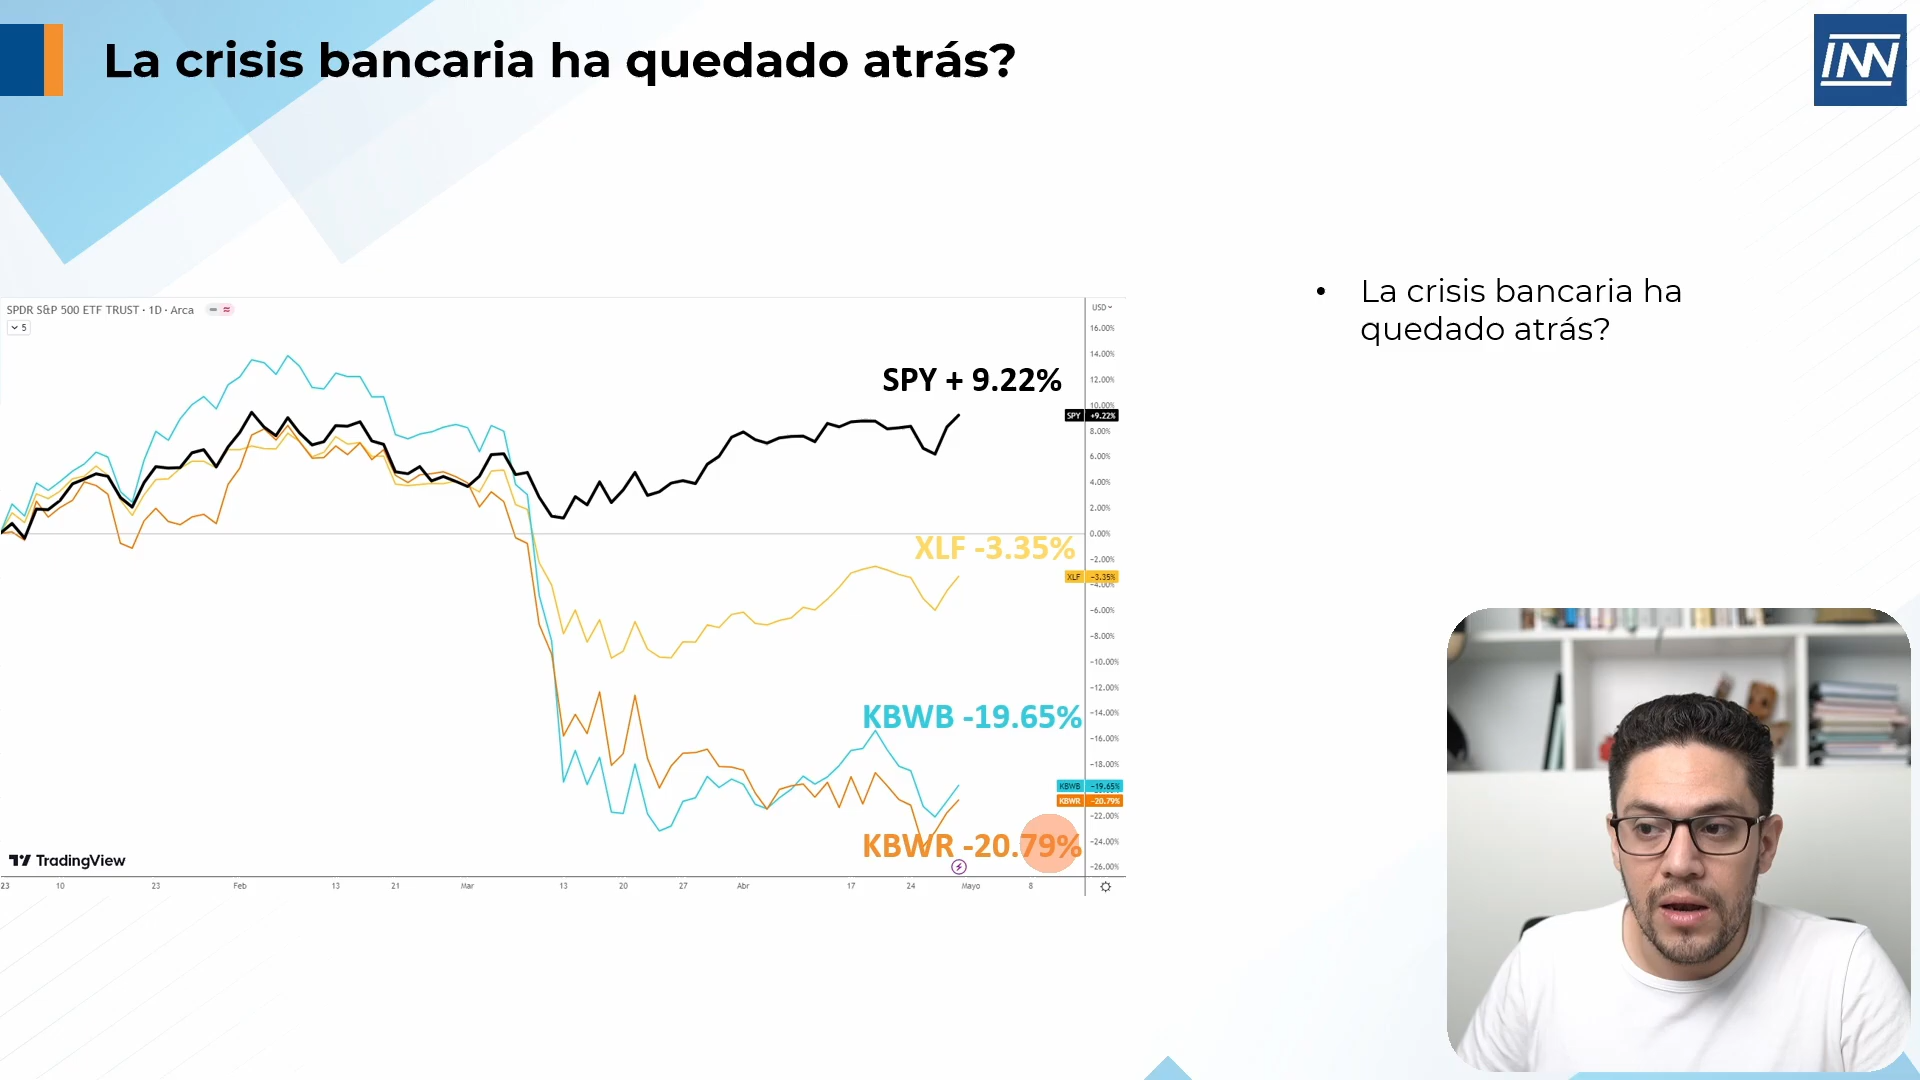 La crisis bancaria ha quedado atrás?
INN
SPDR S&P 500 ETF TRUST · 1D · Arca
5
USD
16.00%
14.00%
12.00%
10.00%
SPY +9.22%
8.00%
6.00%
4.00%
2.00%
0.00%
-2.00%
XLF -3.35%
-4.00%
-6.00%
-8.00%
-10.00%
-12.00%
-14.00%
-16.00%
-18.00%
KBWB -19.65%
KBWR -20.79%
-22.00%
-24.00%
-26.00%
SPY + 9.22%
XLF -3.35%
KBWB -19.65%
KBWR -20.79%
TradingView
23 10 23 Feb 13 21 Mar 13 20 27 Abr 17 24 Mayo 8
• La crisis bancaria ha
quedado atrás?